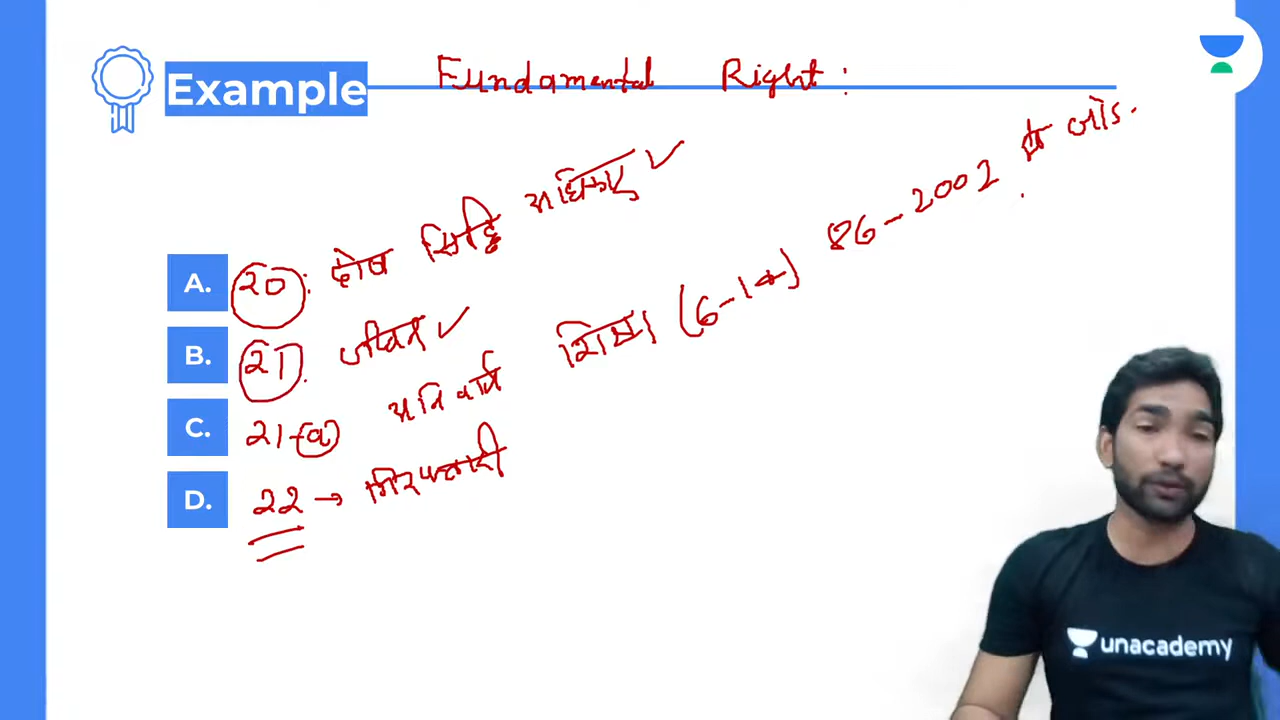 Example
Fundamental Right :
A. 20 : दोष सिद्धि अधिकार ✓
B. 21. जीवन ✓
C. 21-(a) अनिवार्य शिक्षा (6-14) 86-2002 के जोड.
D. 22 → गिरफ्तारी
unacademy